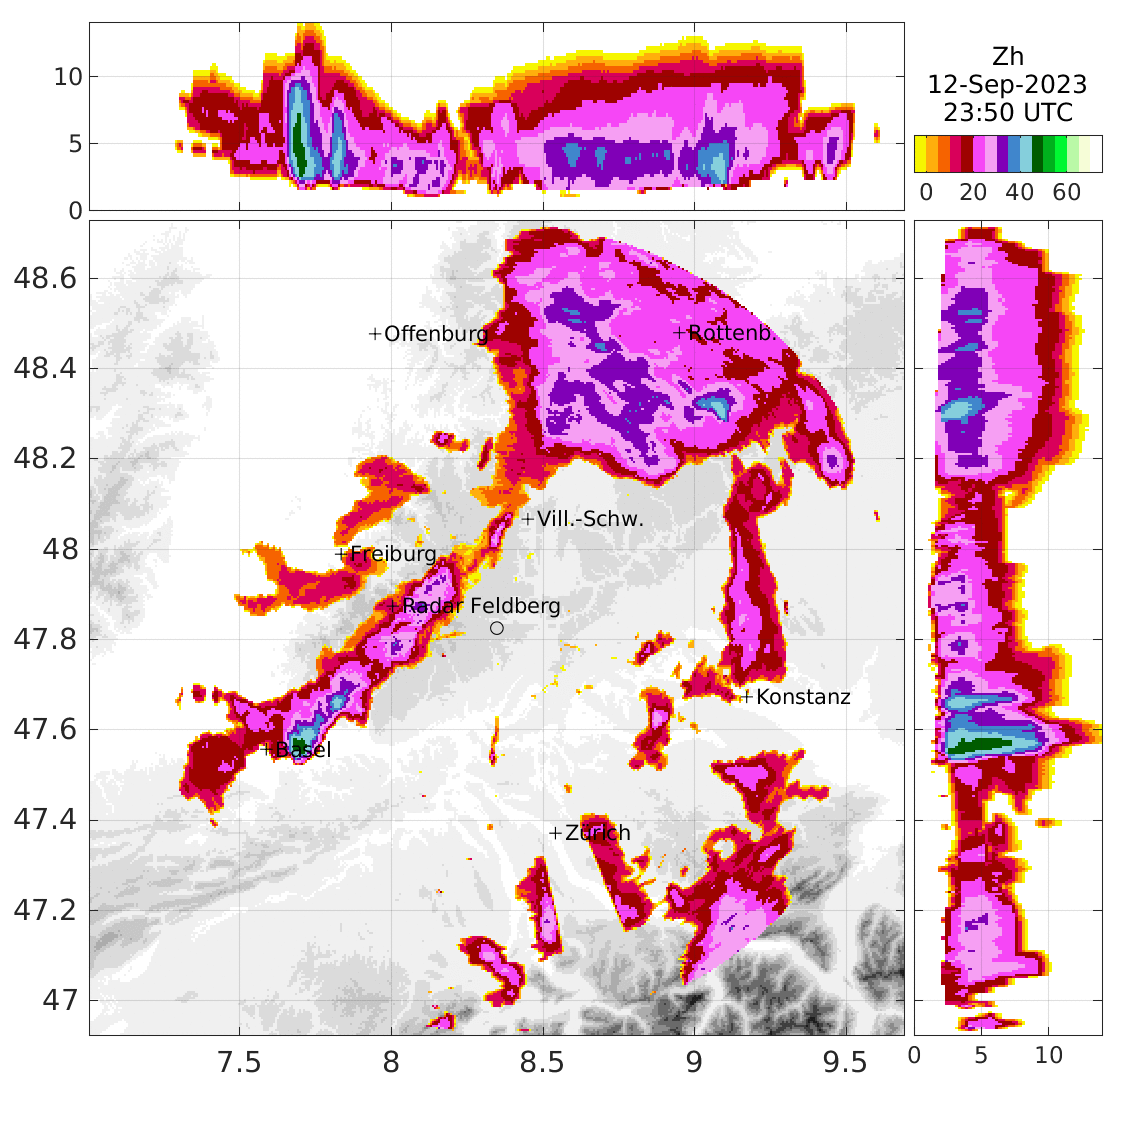 10
5
0
Zh
12-Sep-2023
23:50 UTC
0 20 40 60
48.6
48.4
48.2
48
47.8
47.6
47.4
47.2
47
+Offenburg
+Rottenb.
+Vill.-Schw.
+Freiburg
+Radar Feldberg
+Konstanz
+Basel
+Zürich
7.5 8 8.5 9 9.5
0 5 10